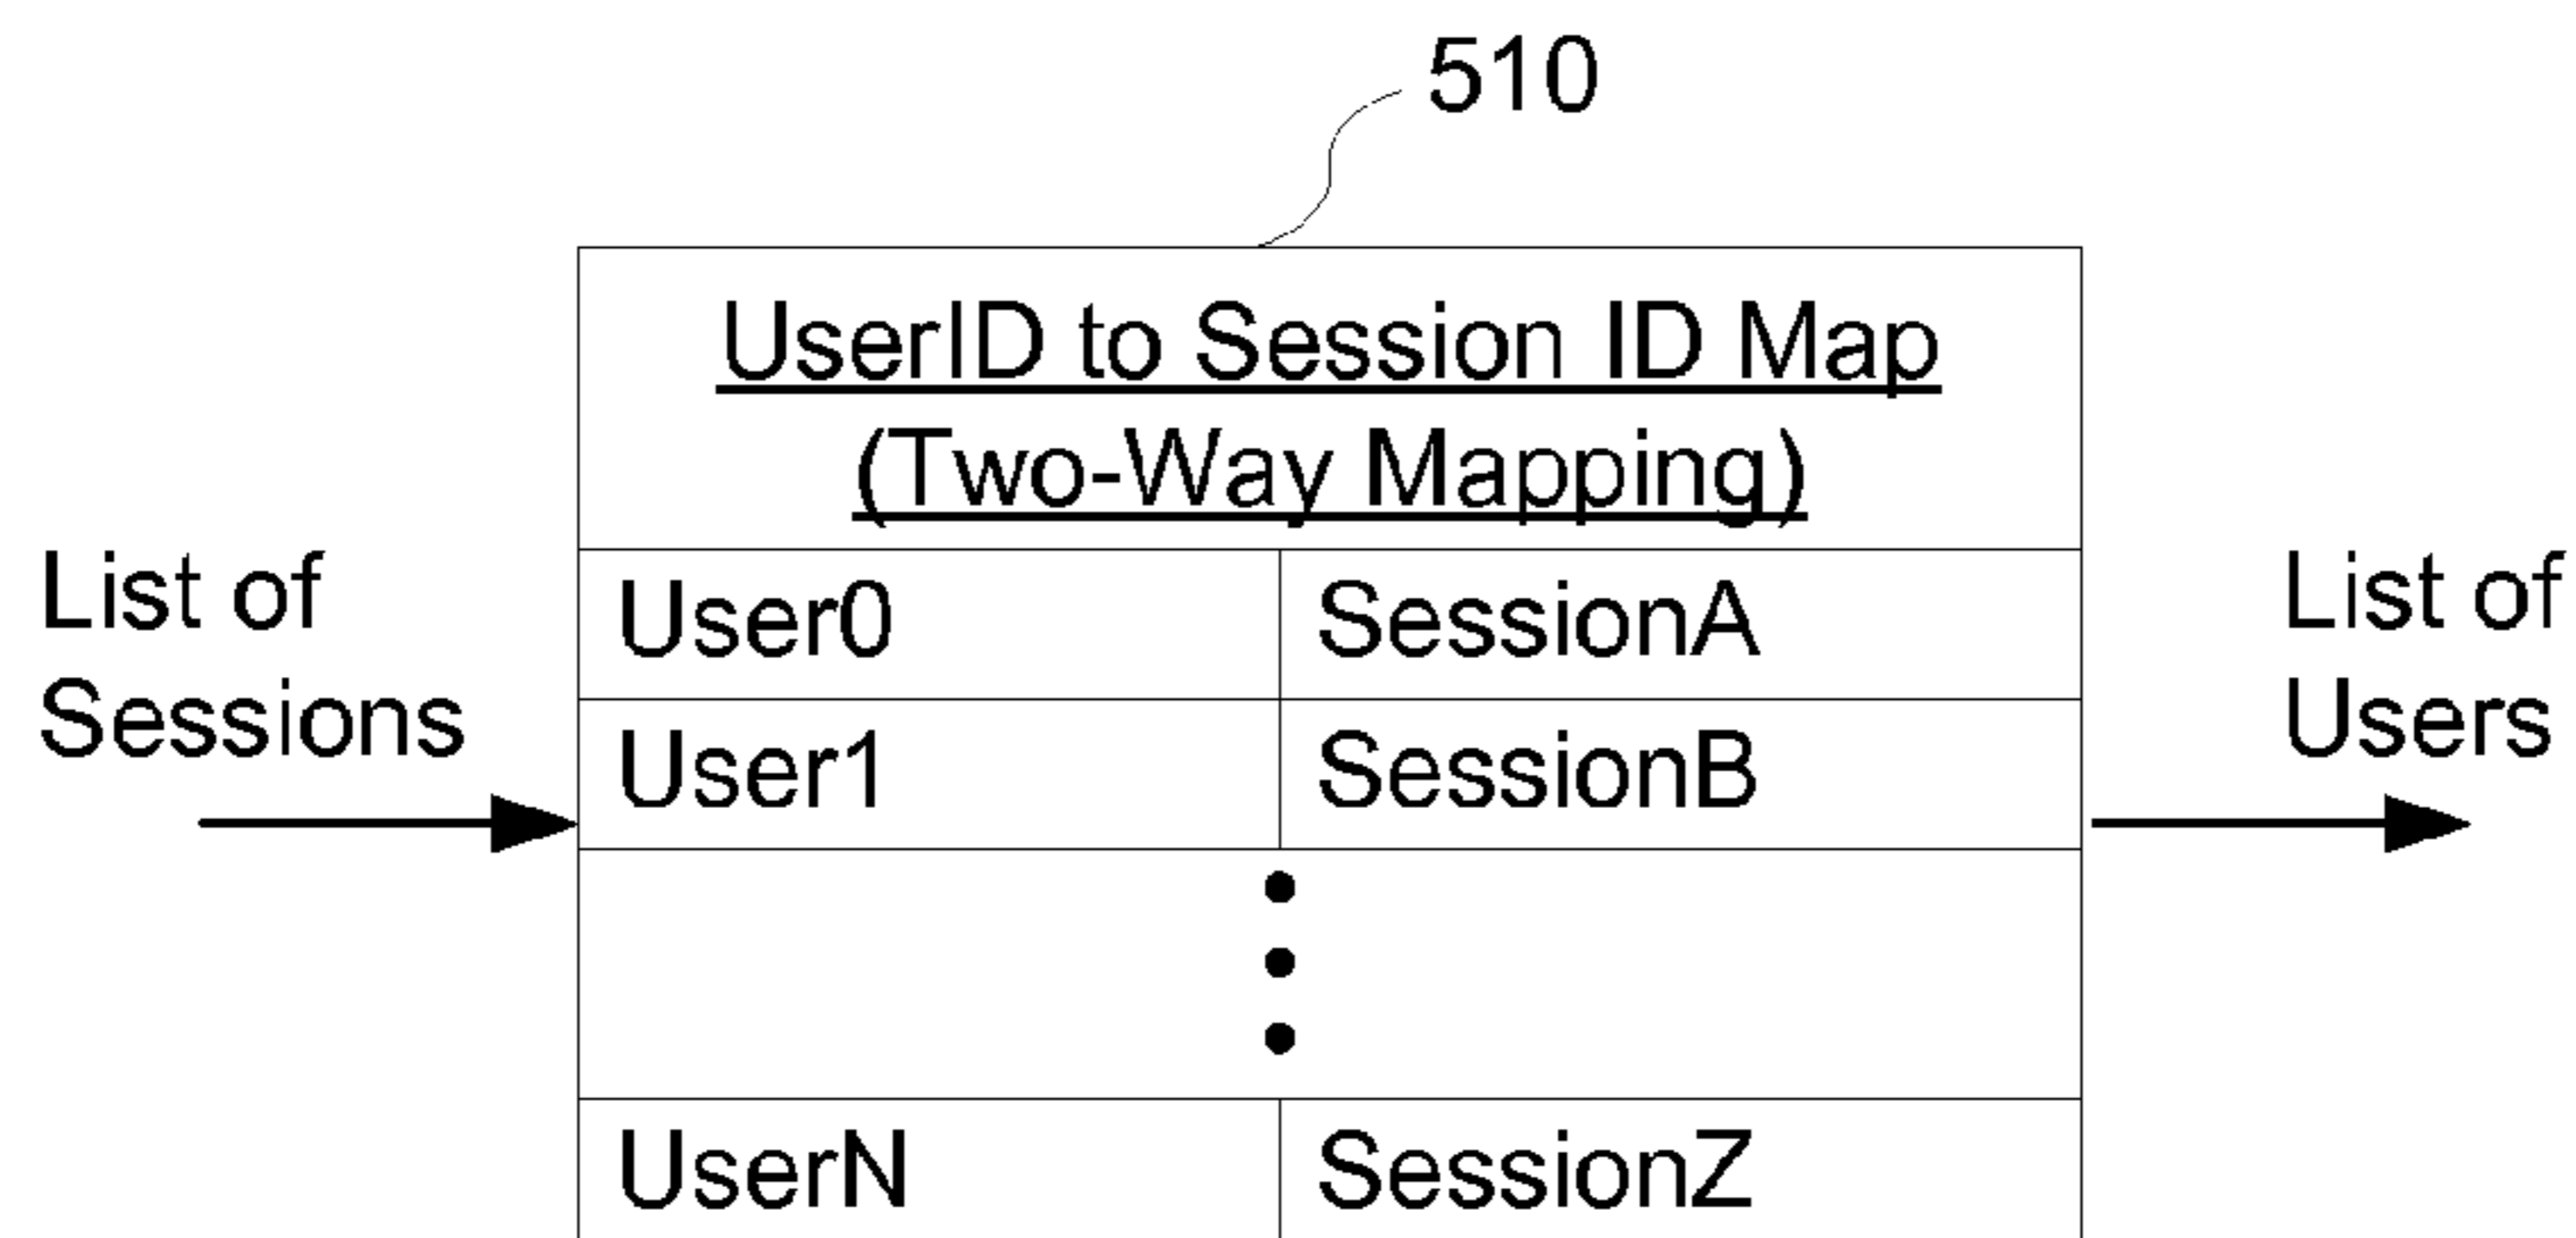 510
UserID to Session ID Map
(Two-Way Mapping)
List of
Sessions
User0 SessionA
User1 SessionB
UserN SessionZ
List of
Users